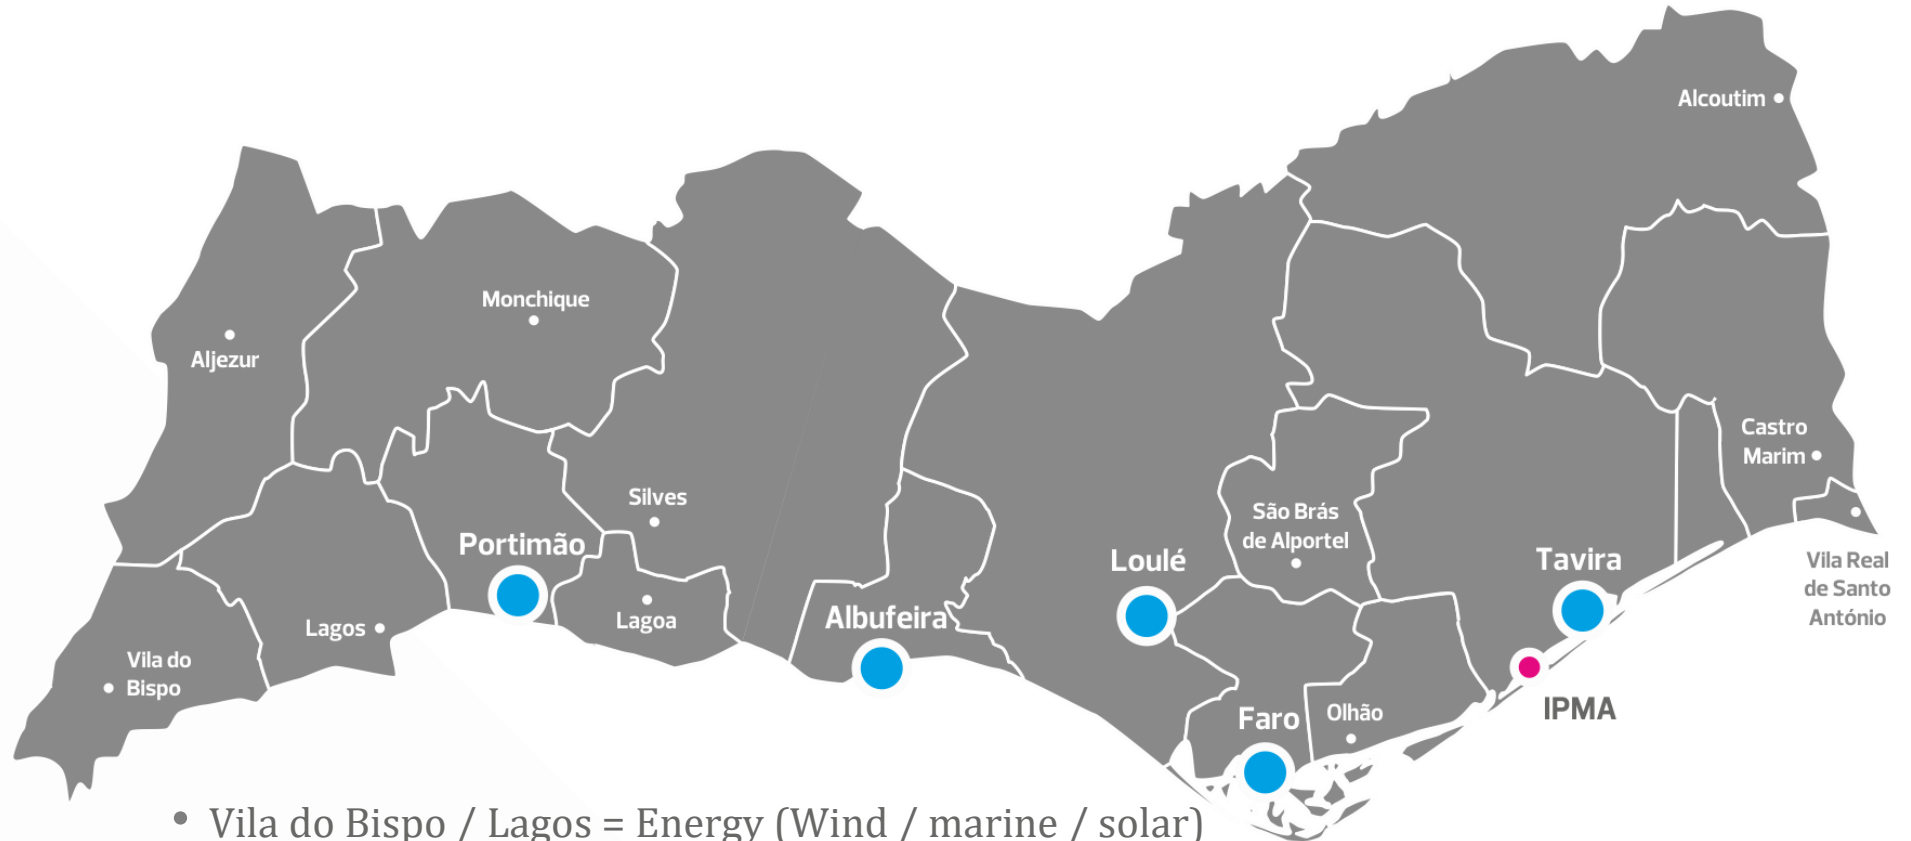 Alcoutim
Monchique
Aljezur
Castro
Marim
Silves
São Brás
de Alportel
Portimão
Loulé
Tavira
Vila Real
de Santo
António
Lagoa
Albufeira
Lagos
Vila do
Bispo
IPMA
Faro
Olhão
• Vila do Bispo / Lagos = Energy (Wind / marine / solar)